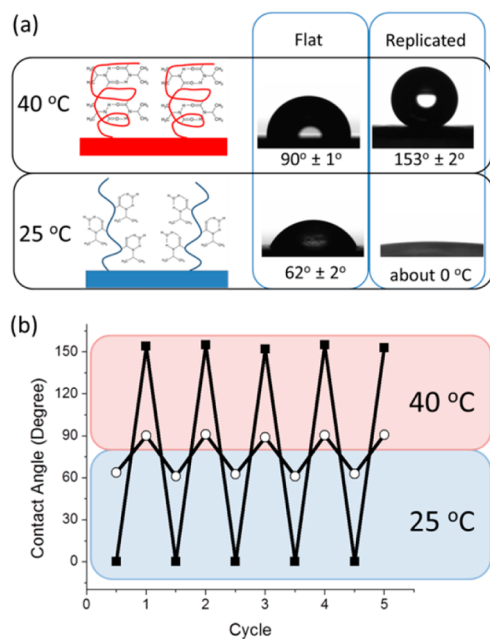 (a)
Flat
Replicated
40 °C
90° ± 1°
153° ± 2°
25 °C
62° ± 2°
about 0 °C
(b)
Contact Angle (Degree)
150
120
90
60
30
0
40 °C
25 °C
0
1
2
3
4
5
Cycle